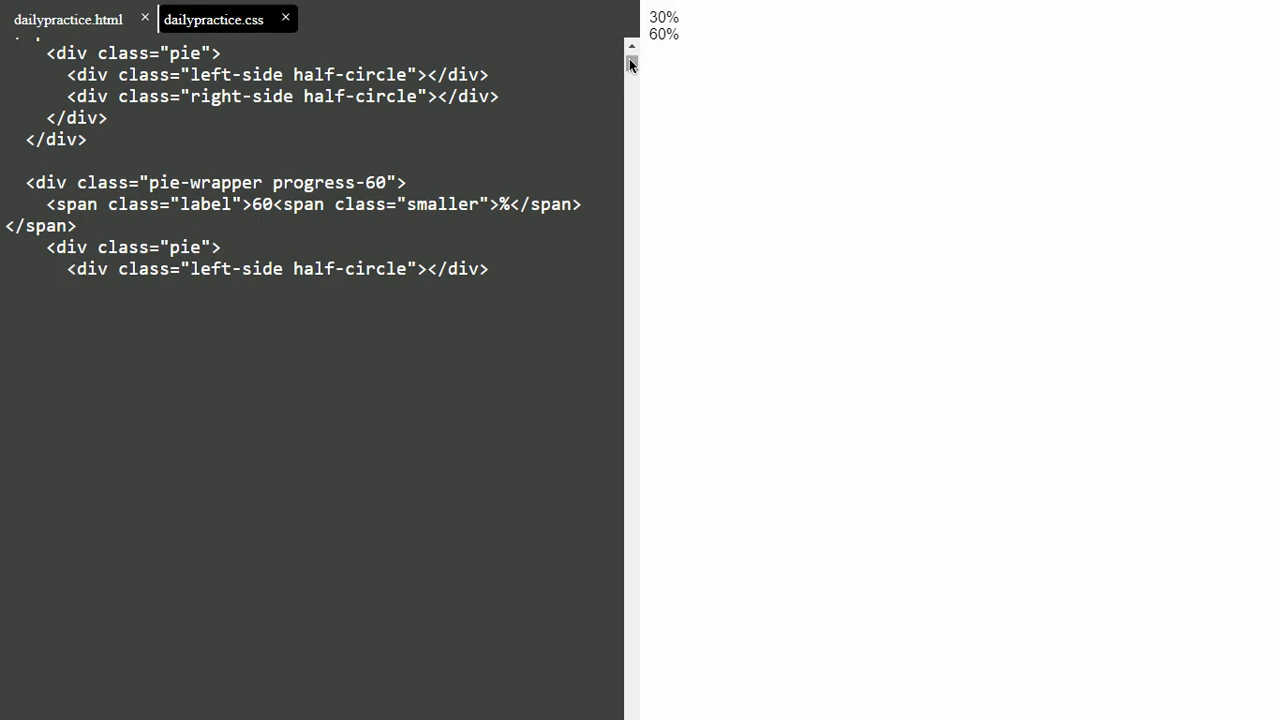 dailypractice.html × dailypractice.css ×
<div class="pie">
<div class="left-side half-circle"></div>
<div class="right-side half-circle"></div>
</div>
</div>
<div class="pie-wrapper progress-60">
<span class="label">60<span class="smaller">%</span>
</span>
<div class="pie">
<div class="left-side half-circle"></div>
30%
60%